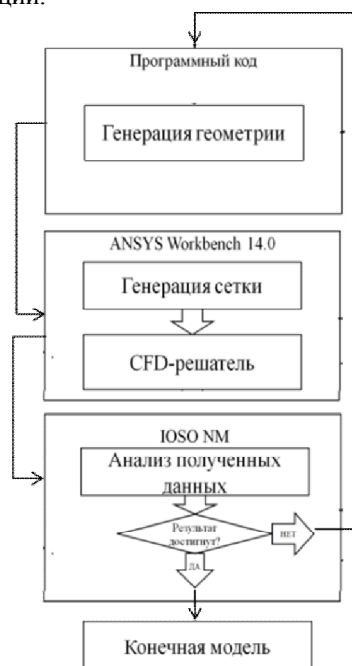 ции.
Программный код
Генерация геометрии
ANSYS Workbench 14.0
Генерация сетки
CFD-решатель
IOSO NM
Анализ полученных
данных
Результат
достигнут?
НЕТ
ДА
Конечная модель